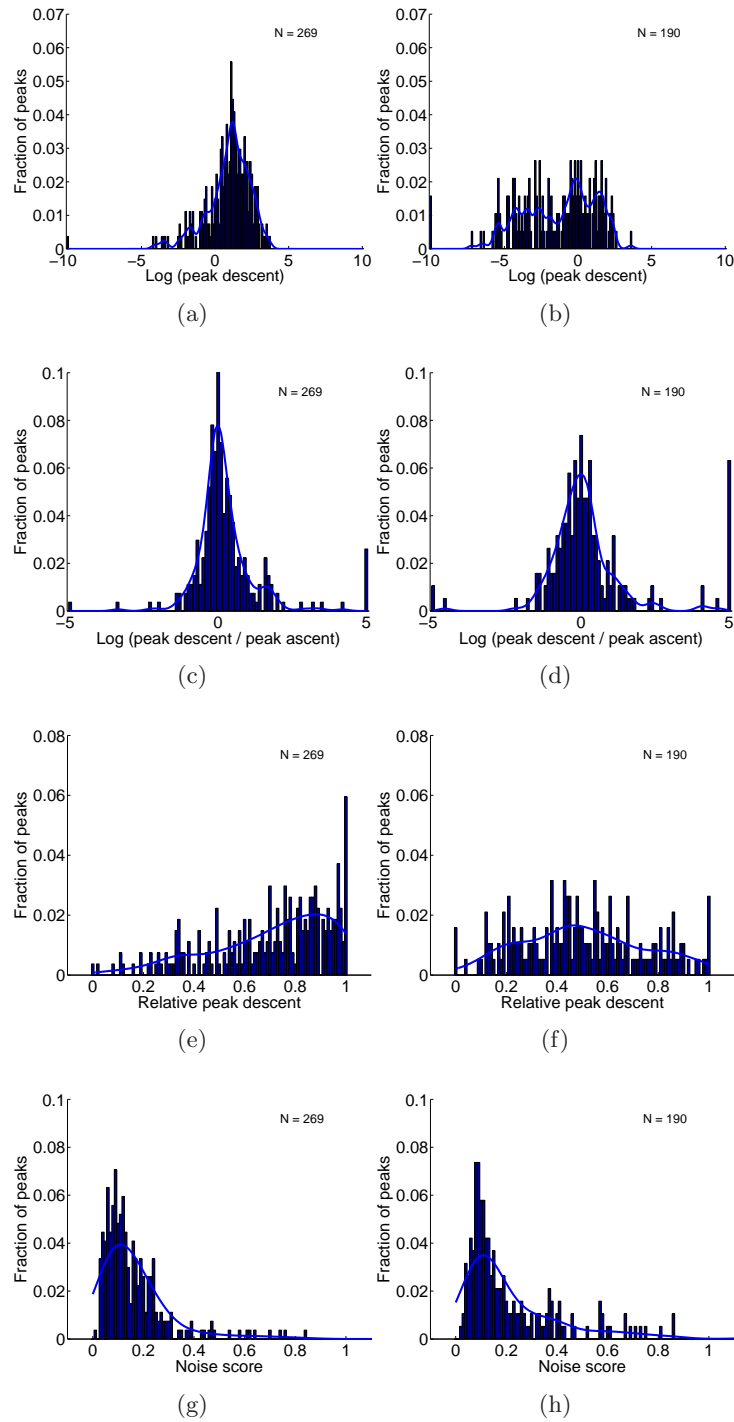 0.07
0.06
0.05
0.04
0.03
0.02
0.01
0
−10
−5
0
5
10
Fraction of peaks
Log (peak descent)
N = 269
(a)
0.07
0.06
0.05
0.04
0.03
0.02
0.01
0
−10
−5
0
5
10
Fraction of peaks
Log (peak descent)
N = 190
(b)
0.1
0.08
0.06
0.04
0.02
0
−5
0
5
Fraction of peaks
Log (peak descent / peak ascent)
N = 269
(c)
0.1
0.08
0.06
0.04
0.02
0
−5
0
5
Fraction of peaks
Log (peak descent / peak ascent)
N = 190
(d)
0.08
0.06
0.04
0.02
0
0
0.2
0.4
0.6
0.8
1
Fraction of peaks
Relative peak descent
N = 269
(e)
0.08
0.06
0.04
0.02
0
0
0.2
0.4
0.6
0.8
1
Fraction of peaks
Relative peak descent
N = 190
(f)
0.1
0.08
0.06
0.04
0.02
0
0
0.2
0.4
0.6
0.8
1
Fraction of peaks
Noise score
N = 269
(g)
0.1
0.08
0.06
0.04
0.02
0
0
0.2
0.4
0.6
0.8
1
Fraction of peaks
Noise score
N = 190
(h)